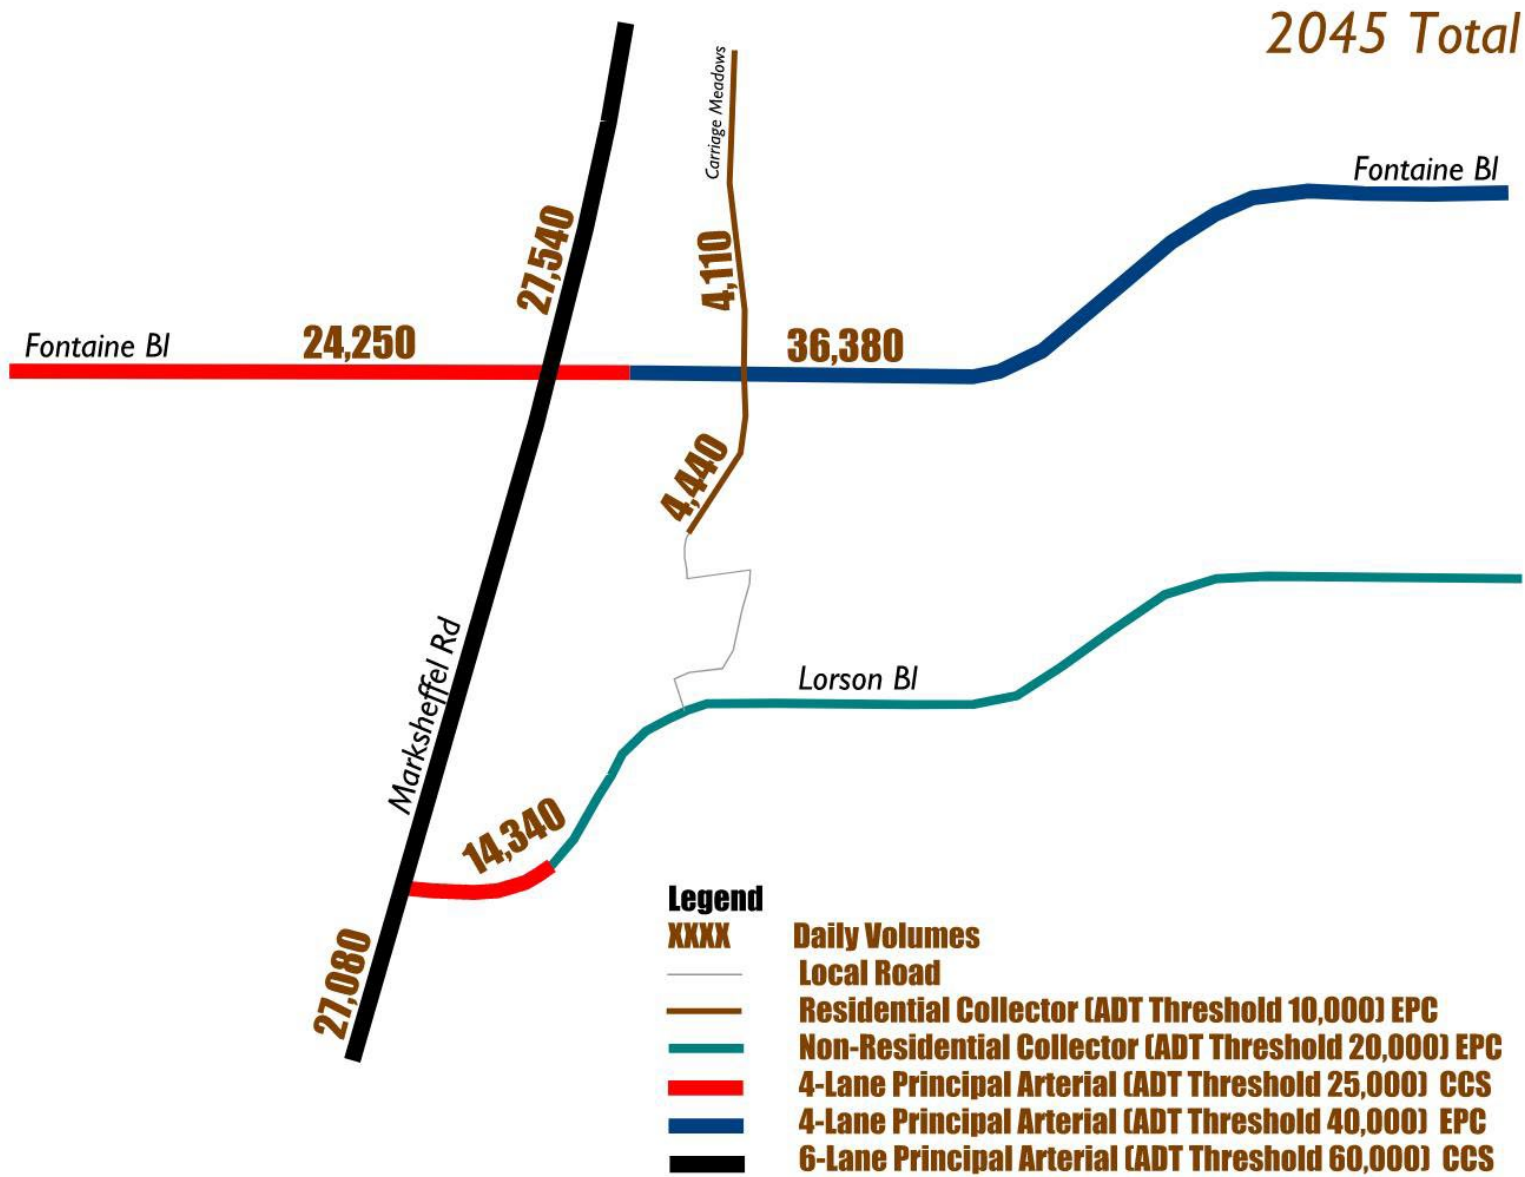 2045 Total
Carriage Meadows
Fontaine Bl
27,540
4,110
Fontaine Bl
24,250
36,380
4,440
Marksheffel Rd
Lorson Bl
14,340
27,080
Legend
XXXX Daily Volumes
Local Road
Residential Collector (ADT Threshold 10,000) EPC
Non-Residential Collector (ADT Threshold 20,000) EPC
4-Lane Principal Arterial (ADT Threshold 25,000) CCS
4-Lane Principal Arterial (ADT Threshold 40,000) EPC
6-Lane Principal Arterial (ADT Threshold 60,000) CCS